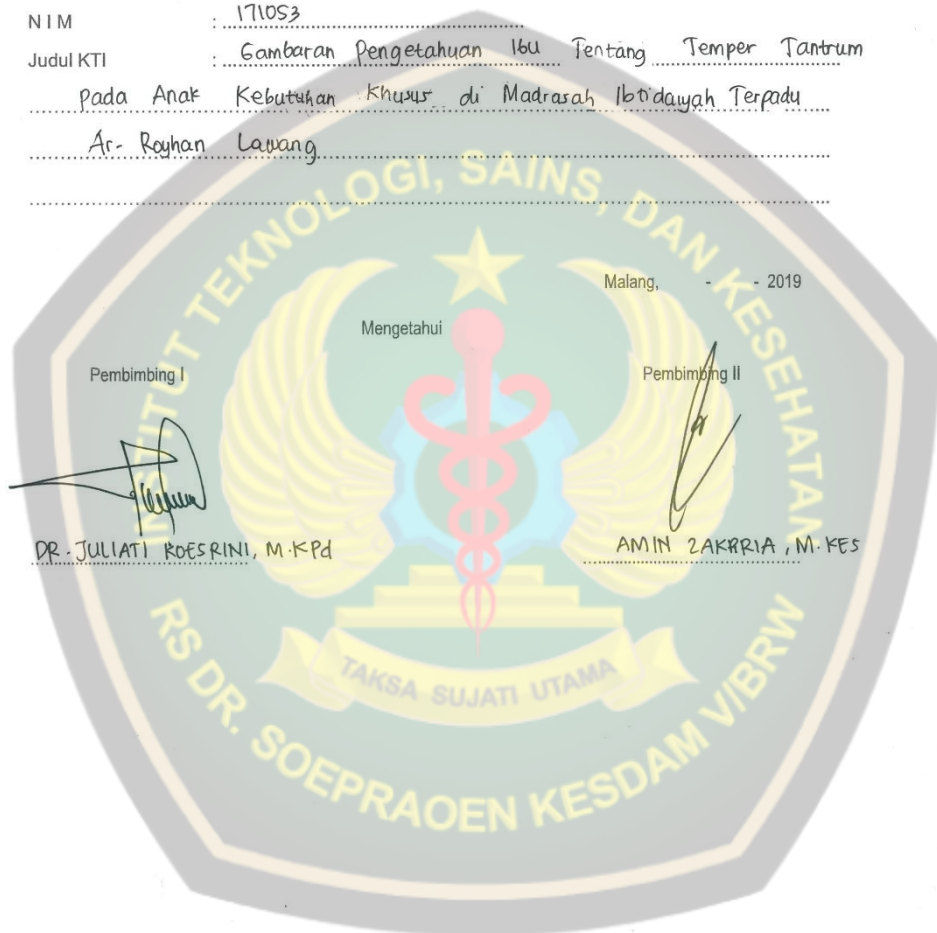 NIM : 171053
Judul KTI : Gambaran Pengetahuan Ibu Tentang Temper Tantrum
pada Anak Kebutuhan Khusus di Madrasah Ibtidaiyah Terpadu
Ar-Royhan Lawang
INSTITUT TEKNOLOGI, SAINS, DAN KESEHATAN
Malang, - - 2019
Mengetahui
Pembimbing I Pembimbing II
DR. JULIATI KOESRINI, M.KPd AMIN ZAKARIA, M.KES
TAKSA SUJATI UTAMA
RS DR. SOEPRAOEN KESDAM V/BRW